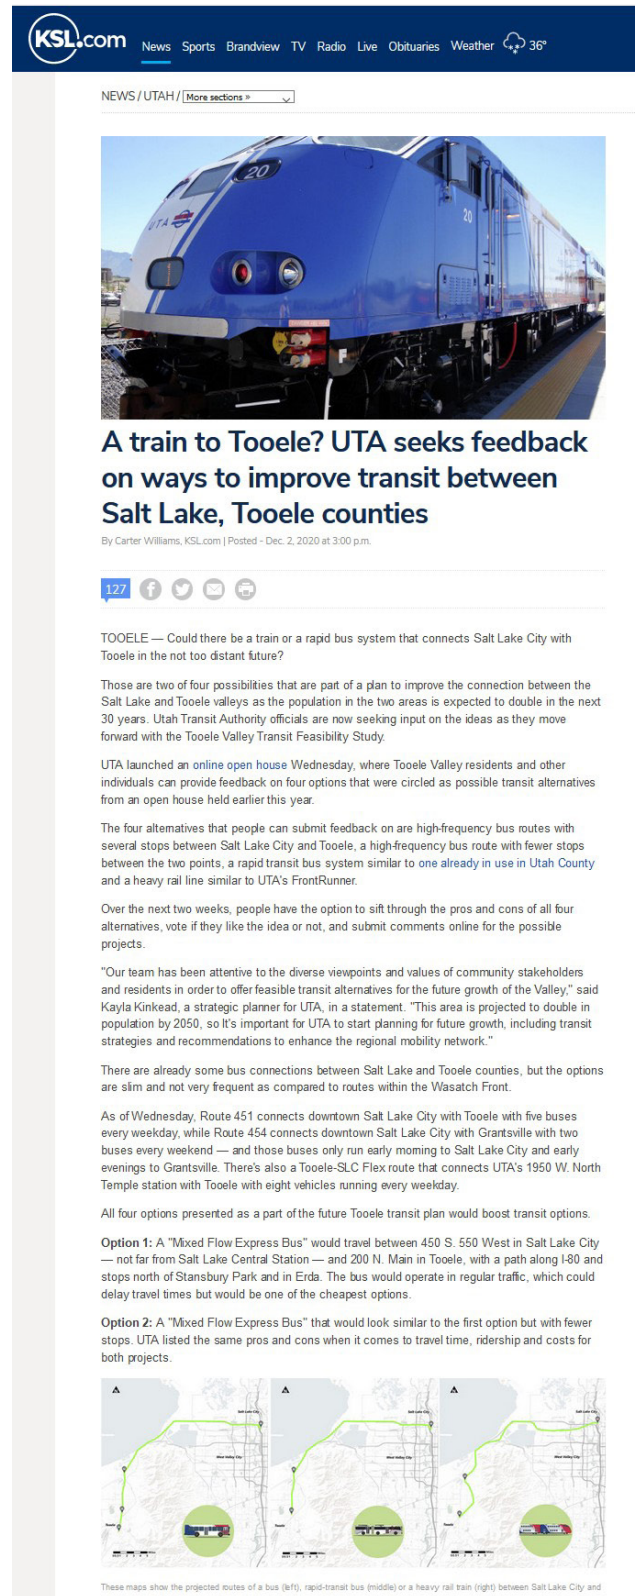 KSL.com News Sports Brandview TV Radio Live Obituaries Weather 36°
NEWS / UTAH / More sections »
20
UTA
20
F
A train to Tooele? UTA seeks feedback
on ways to improve transit between
Salt Lake, Tooele counties
By Carter Williams, KSL.com | Posted - Dec. 2, 2020 at 3:00 p.m.
127
TOOELE — Could there be a train or a rapid bus system that connects Salt Lake City with
Tooele in the not too distant future?
Those are two of four possibilities that are part of a plan to improve the connection between the
Salt Lake and Tooele valleys as the population in the two areas is expected to double in the next
30 years. Utah Transit Authority officials are now seeking input on the ideas as they move
forward with the Tooele Valley Transit Feasibility Study.
UTA launched an online open house Wednesday, where Tooele Valley residents and other
individuals can provide feedback on four options that were circled as possible transit alternatives
from an open house held earlier this year.
The four alternatives that people can submit feedback on are high-frequency bus routes with
several stops between Salt Lake City and Tooele, a high-frequency bus route with fewer stops
between the two points, a rapid transit bus system similar to one already in use in Utah County
and a heavy rail line similar to UTA's FrontRunner.
Over the next two weeks, people have the option to sift through the pros and cons of all four
alternatives, vote if they like the idea or not, and submit comments online for the possible
projects.
"Our team has been attentive to the diverse viewpoints and values of community stakeholders
and residents in order to offer feasible transit alternatives for the future growth of the Valley," said
Kayla Kinkead, a strategic planner for UTA, in a statement. "This area is projected to double in
population by 2050, so It's important for UTA to start planning for future growth, including transit
strategies and recommendations to enhance the regional mobility network."
There are already some bus connections between Salt Lake and Tooele counties, but the options
are slim and not very frequent as compared to routes within the Wasatch Front.
As of Wednesday, Route 451 connects downtown Salt Lake City with Tooele with five buses
every weekday, while Route 454 connects downtown Salt Lake City with Grantsville with two
buses every weekend — and those buses only run early morning to Salt Lake City and early
evenings to Grantsville. There's also a Tooele-SLC Flex route that connects UTA's 1950 W. North
Temple station with Tooele with eight vehicles running every weekday.
All four options presented as a part of the future Tooele transit plan would boost transit options.
Option 1: A "Mixed Flow Express Bus" would travel between 450 S. 550 West in Salt Lake City
— not far from Salt Lake Central Station — and 200 N. Main in Tooele, with a path along I-80 and
stops north of Stansbury Park and in Erda. The bus would operate in regular traffic, which could
delay travel times but would be one of the cheapest options.
Option 2: A "Mixed Flow Express Bus" that would look similar to the first option but with fewer
stops. UTA listed the same pros and cons when it comes to travel time, ridership and costs for
both projects.
Salt Lake City Salt Lake City Salt Lake City
West Valley City West Valley City West Valley City
Tooele Tooele Tooele
These maps show the projected routes of a bus (left), rapid-transit bus (middle) or a heavy rail train (right) between Salt Lake City and